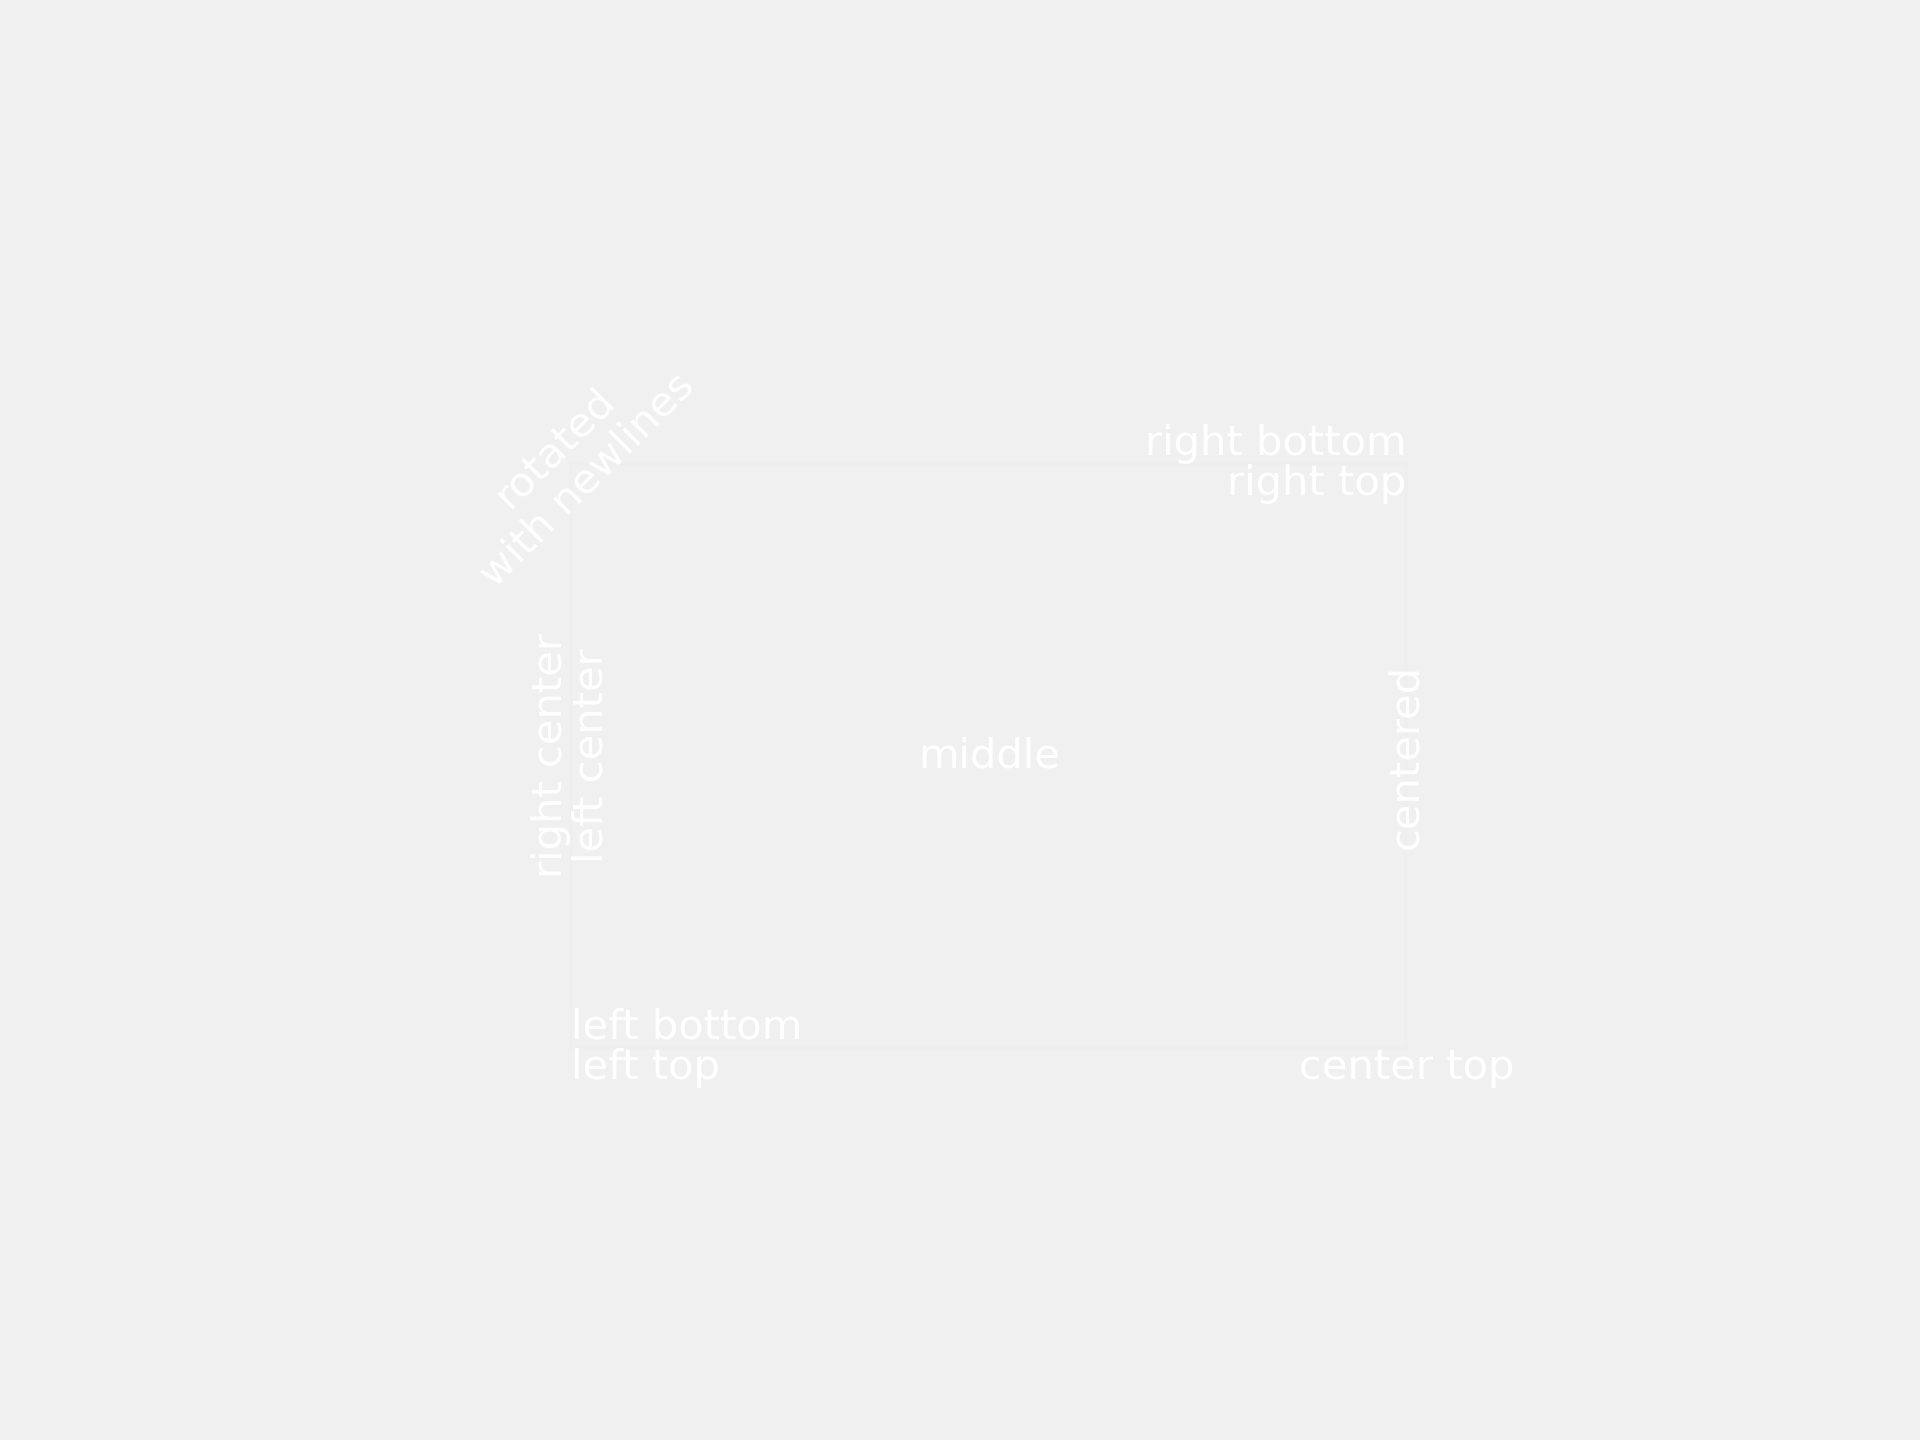 rotated
with newlines
right bottom
right top
right center
left center
middle
centered
left bottom
left top
center top